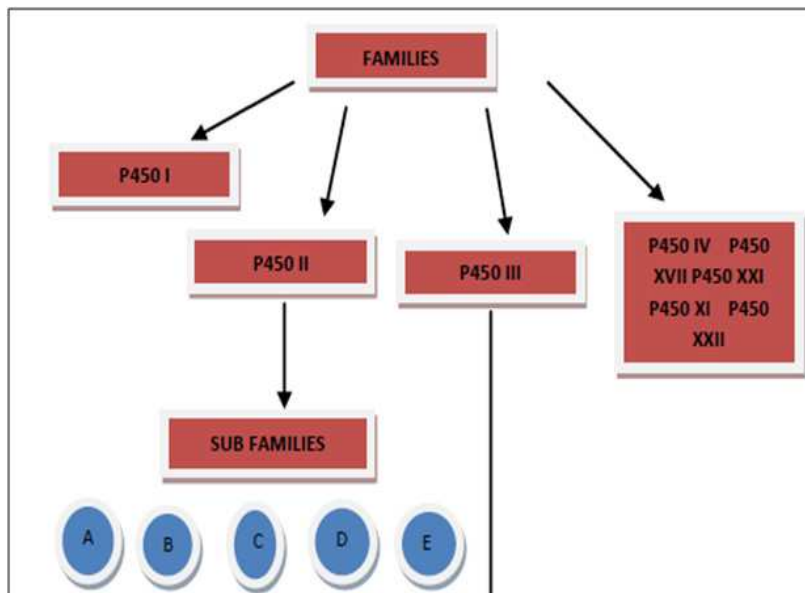 FAMILIES
P450 I
P450 II
P450 III
P450 IV P450
XVII P450 XXI
P450 XI P450
XXII
SUB FAMILIES
A
B
C
D
E